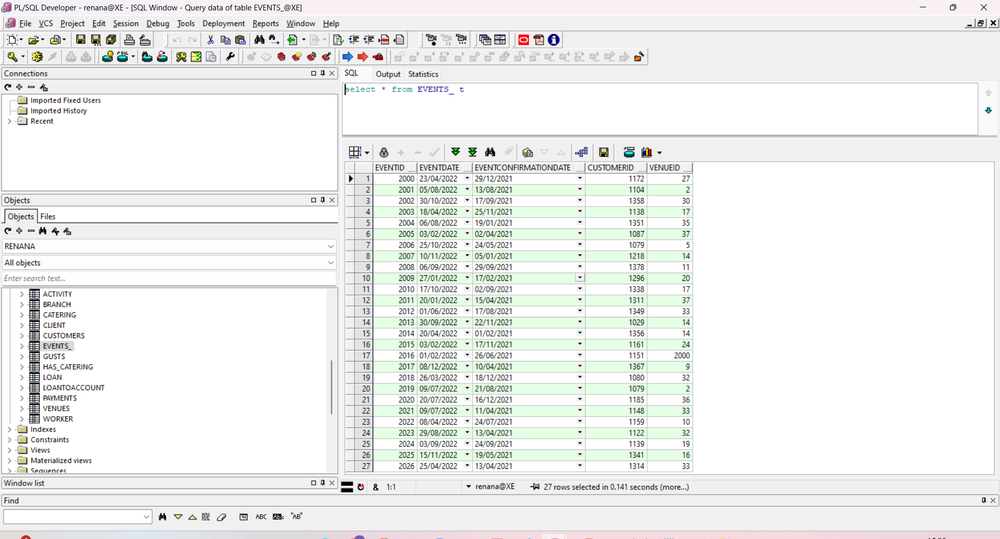 PL/SQL Developer - renana@XE - [SQL Window - Query data of table EVENTS_@XE]
File VCS Project Edit Session Debug Tools Deployment Reports Window Help
Connections
Imported Fixed Users
Imported History
Recent
Objects
Objects Files
RENANA
All objects
Enter search text...
ACTIVITY
BRANCH
CATERING
CLIENT
CUSTOMERS
EVENTS_
GUSTS
HAS_CATERING
LOAN
LOANTOACCOUNT
PAYMENTS
VENUES
WORKER
Indexes
Constraints
Views
Materialized views
Sequences
Window list
SQL Output Statistics
select * from EVENTS_ t
EVENTID EVENTDATE EVENTCONFIRMATIONDATE CUSTOMERID VENUEID
1 2000 23/04/2022 29/12/2021 1172 27
2 2001 05/08/2022 13/08/2021 1104 2
3 2002 30/10/2022 17/09/2021 1358 30
4 2003 18/04/2022 25/11/2021 1138 17
5 2004 06/08/2022 19/01/2021 1351 35
6 2005 03/02/2022 02/04/2021 1087 37
7 2006 25/10/2022 24/05/2021 1079 5
8 2007 10/11/2022 05/01/2021 1218 14
9 2008 06/09/2022 29/09/2021 1378 11
10 2009 27/01/2022 17/02/2021 1296 20
11 2010 17/10/2022 02/09/2021 1338 17
12 2011 20/01/2022 15/04/2021 1311 37
13 2012 01/06/2022 17/08/2021 1349 33
14 2013 30/09/2022 22/11/2021 1029 14
15 2014 20/04/2022 01/02/2021 1356 14
16 2015 03/02/2022 17/11/2021 1161 24
17 2016 01/02/2022 26/06/2021 1151 2000
18 2017 08/12/2022 10/04/2021 1367 9
19 2018 26/03/2022 18/12/2021 1080 32
20 2019 09/07/2022 21/08/2021 1079 2
21 2020 20/07/2022 16/12/2021 1185 36
22 2021 09/07/2022 11/04/2021 1148 33
23 2022 08/04/2022 24/07/2021 1159 10
24 2023 29/08/2022 13/04/2021 1122 32
25 2024 03/09/2022 24/09/2021 1139 19
26 2025 15/11/2022 19/05/2021 1341 16
27 2026 25/04/2022 13/04/2021 1314 33
& 1:1 renana@XE 27 rows selected in 0.141 seconds (more...)
Find
ABC "AB"